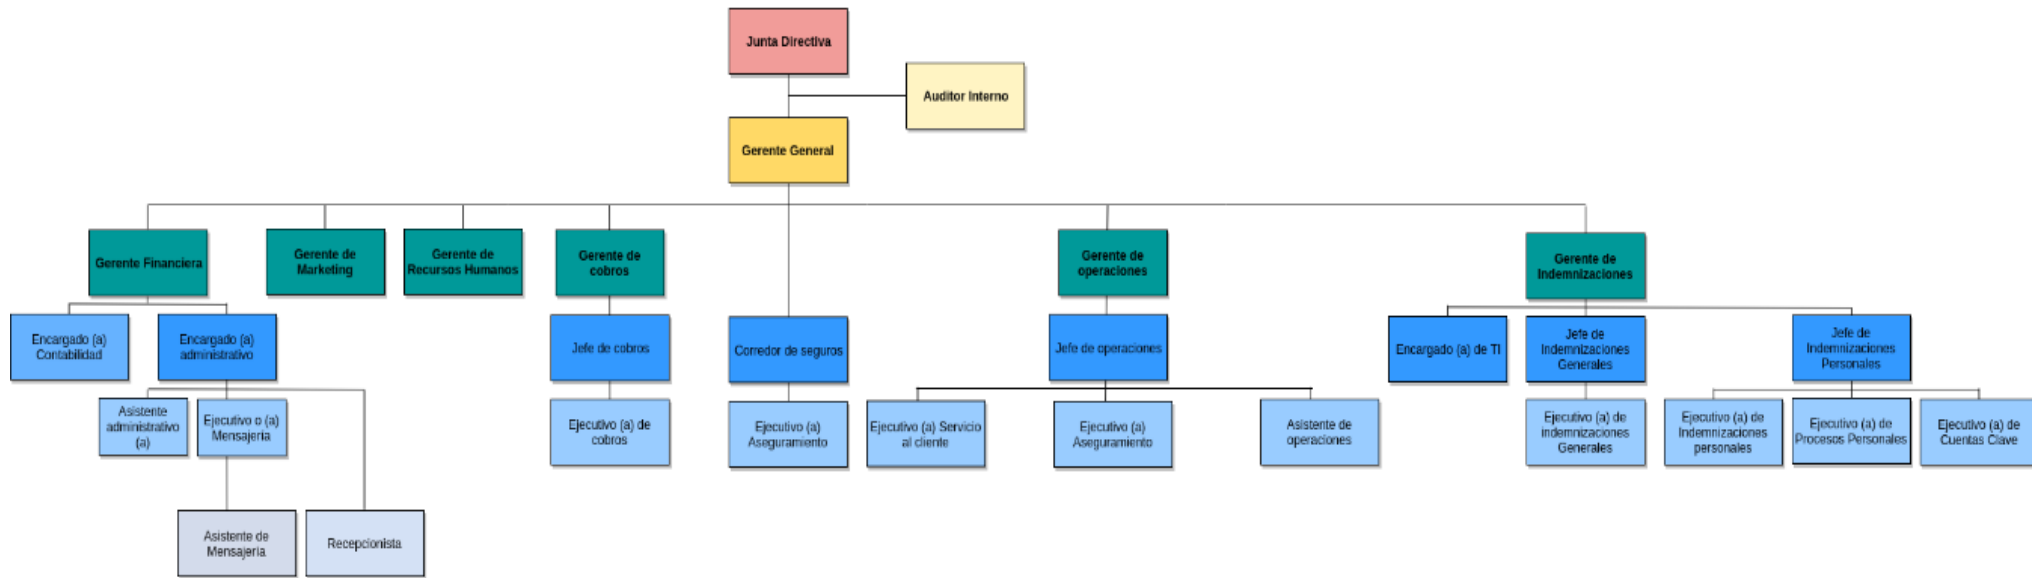 Junta Directiva
Auditor Interno
Gerente General
Gerente Financiera
Gerente de
Marketing
Gerente de
Recursos Humanos
Gerente de
cobros
Gerente de
operaciones
Gerente de
Indemnizaciones
Encargado (a)
Contabilidad
Encargado (a)
administrativo
Jefe de cobros
Corredor de seguros
Jefe de operaciones
Encargado (a) de TI
Jefe de
Indemnizaciones
Generales
Jefe de
Indemnizaciones
Personales
Asistente
administrativo
(a)
Ejecutivo o (a)
Mensajería
Ejecutivo (a) de
cobros
Ejecutivo (a)
Aseguramiento
Ejecutivo (a) Servicio
al cliente
Ejecutivo (a)
Aseguramiento
Asistente de
operaciones
Ejecutivo (a) de
indemnizaciones
Generales
Ejecutivo (a) de
Indemnizaciones
personales
Ejecutivo (a) de
Procesos Personales
Ejecutivo (a) de
Cuentas Clave
Asistente de
Mensajería
Recepcionista